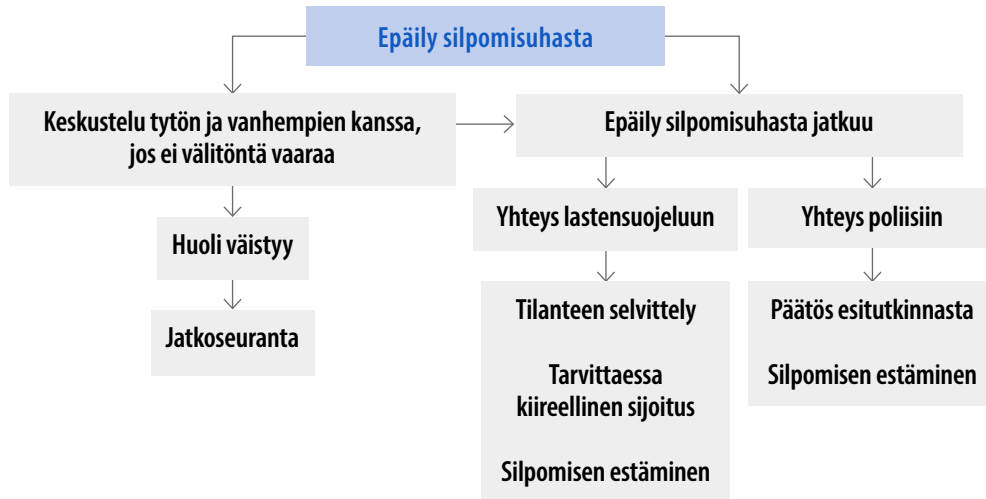 Epäily silpomisuhasta
Keskustelu tytön ja vanhempien kanssa,
jos ei välitöntä vaaraa
Epäily silpomisuhasta jatkuu
Huoli väistyy
Jatkoseuranta
Yhteys lastensuojeluun
Yhteys poliisiin
Tilanteen selvittely
Tarvittaessa
kiireellinen sijoitus
Silpomisen estäminen
Päätös esitutkinnasta
Silpomisen estäminen